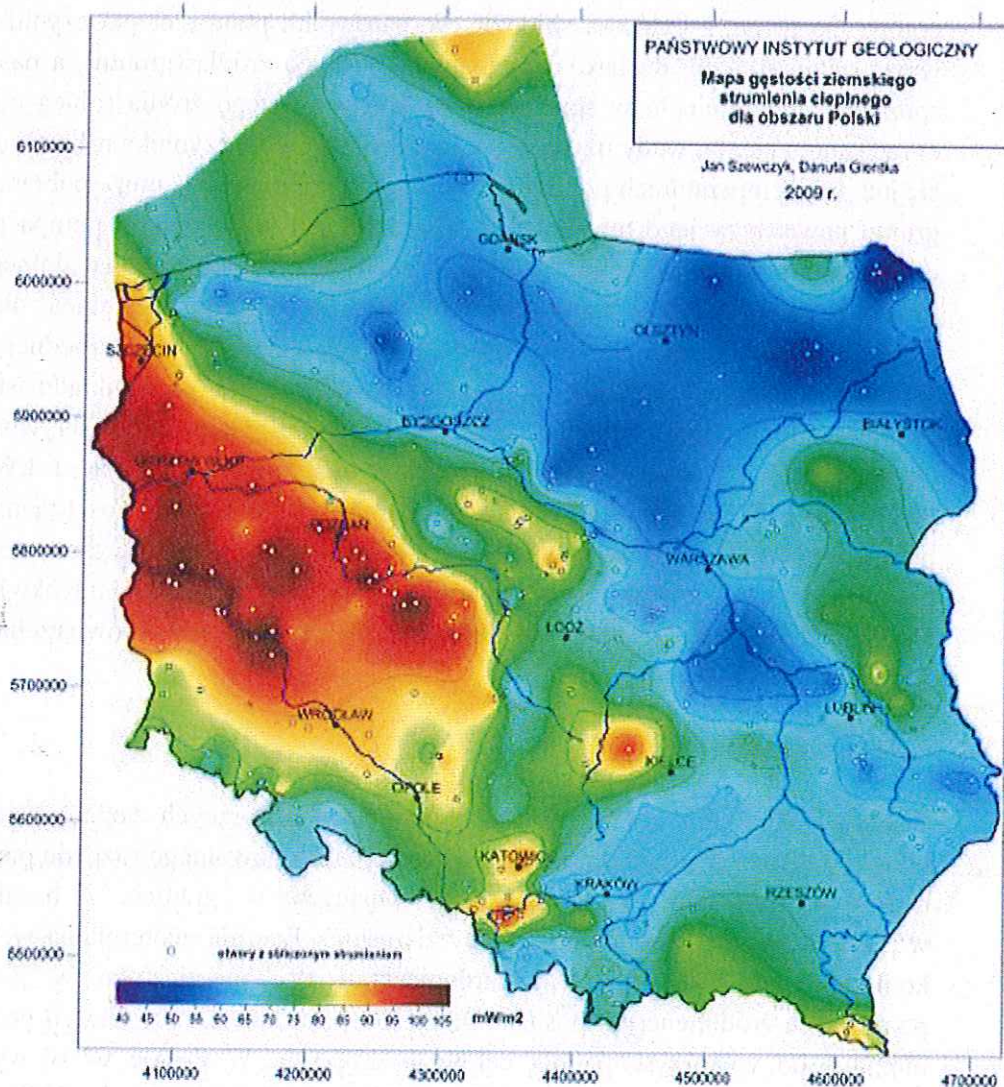 PAŃSTWOWY INSTYTUT GEOLOGICZNY
Mapa gęstości ziemskiego
strumienia cieplnego
dla obszaru Polski
Jan Szewczyk, Danuta Gientka
2009 r.
6100000
GDAŃSK
6000000
OLSZTYN
SZCZECIN
5900000
BYDGOSZCZ
BIAŁYSTOK
POZNAŃ
5800000
WARSZAWA
ŁÓDŹ
5700000
LUBLIN
WROCŁAW
KIELCE
OPOLE
5600000
KATOWICE
KRAKÓW
RZESZÓW
5500000
otwory z obliczonym strumieniem
40 45 50 55 60 65 70 75 80 85 90 95 100 105 mW/m2
4100000 4200000 4300000 4400000 4500000 4600000 4700000